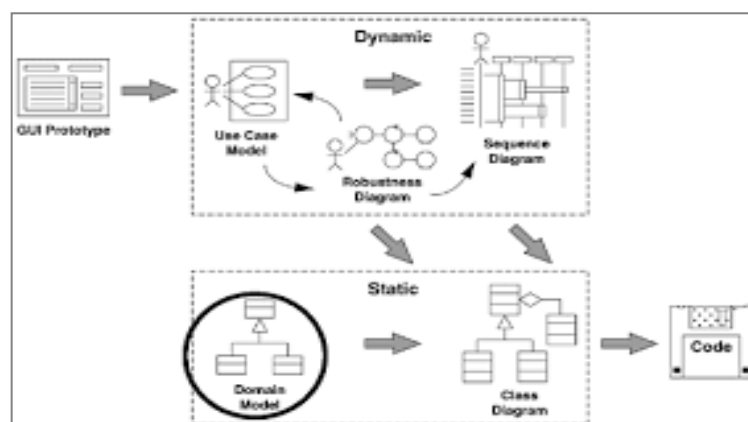 Dynamic
GUI Prototype
Use Case
Model
Robustness
Diagram
Sequence
Diagram
Static
Domain
Model
Class
Diagram
Code